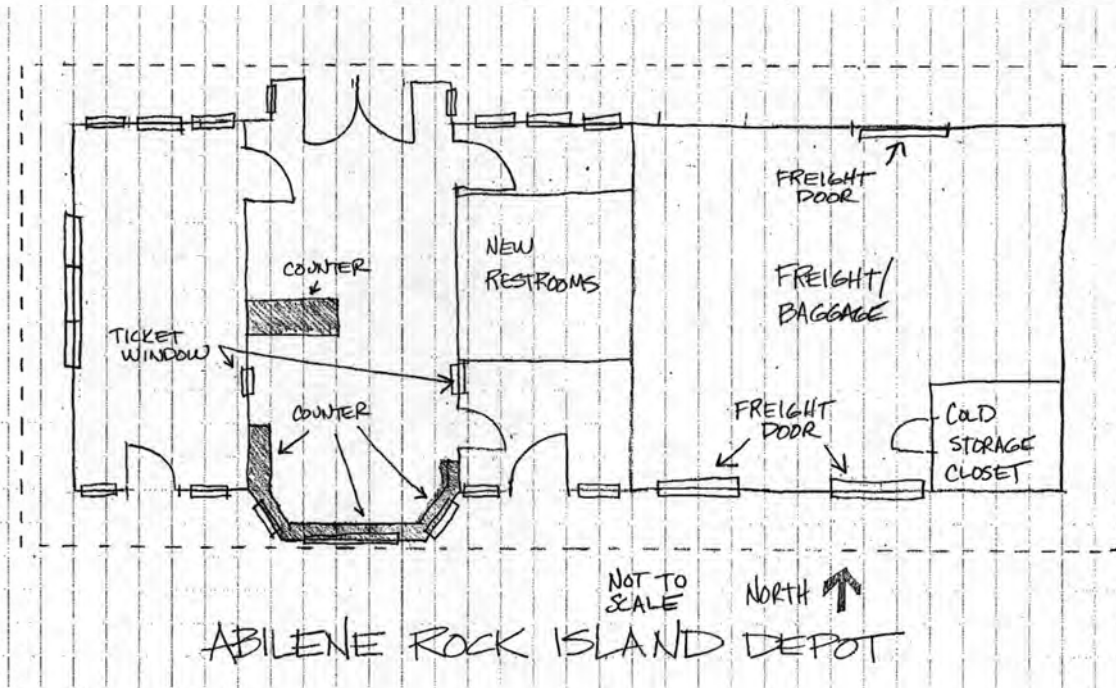 FREIGHT
DOOR
NEW
RESTROOMS
COUNTER
FREIGHT/
BAGGAGE
TICKET
WINDOW
COUNTER
FREIGHT
DOOR
COLD
STORAGE
CLOSET
NOT TO
SCALE
NORTH
ABILENE ROCK ISLAND DEPOT